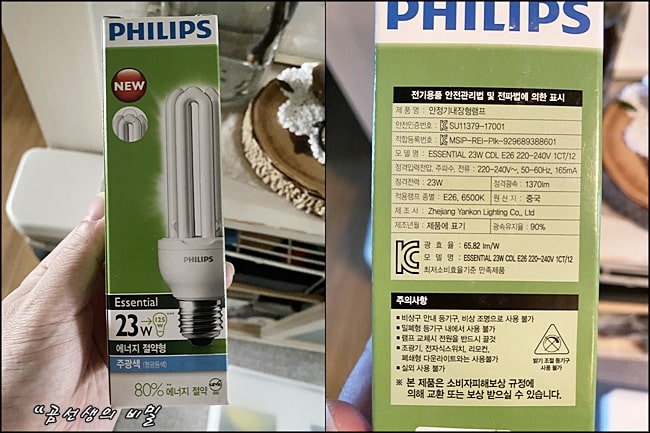 PHILIPS
NEW
PHILIPS
Essential
23W 125W
에너지 절약형
주광색 (형광등색)
80% 에너지 절약
"곰선생의 비밀
PHILIPS
전기용품 안전관리법 및 전파법에 의한 표시
제 품 명 : 안정기내장형램프
안전인증번호 : SU11379-17001
적합등록번호 : MSIP-REI-Plk-929689388601
모 델 명 : ESSENTIAL 23W CDL E26 220-240V 1CT/12
정격입력전압, 주파수, 전류 : 220-240V~, 50-60Hz, 165mA
정격전력 : 23W 정격광속 : 1370lm
적용램프 종별 : E26, 6500K 원 산 지 : 중국
제 조 사 : Zhejiang Yankon Lighting Co., Ltd
제조년월 : 제품에 표기 광속유지율 : 90%
광 효 율 : 65,82 lm/W
모 델 명 : ESSENTIAL 23W CDL E26 220-240V 1CT/12
최저소비효율기준 만족제품
주의사항
■ 비상구 안내 등기구, 비상 조명으로 사용 불가
■ 밀폐형 등기구 내에서 사용 불가
■ 램프 교체시 전원을 반드시 끌것
■ 조광기, 전자식스위치, 리모컨,
폐쇄형 다운라이트와는 사용불가
■ 실외 사용 불가
밝기 조절 등기구
사용 불가
※ 본 제품은 소비자피해보상 규정에
의해 교환 또는 보상 받으실 수 있습니다.